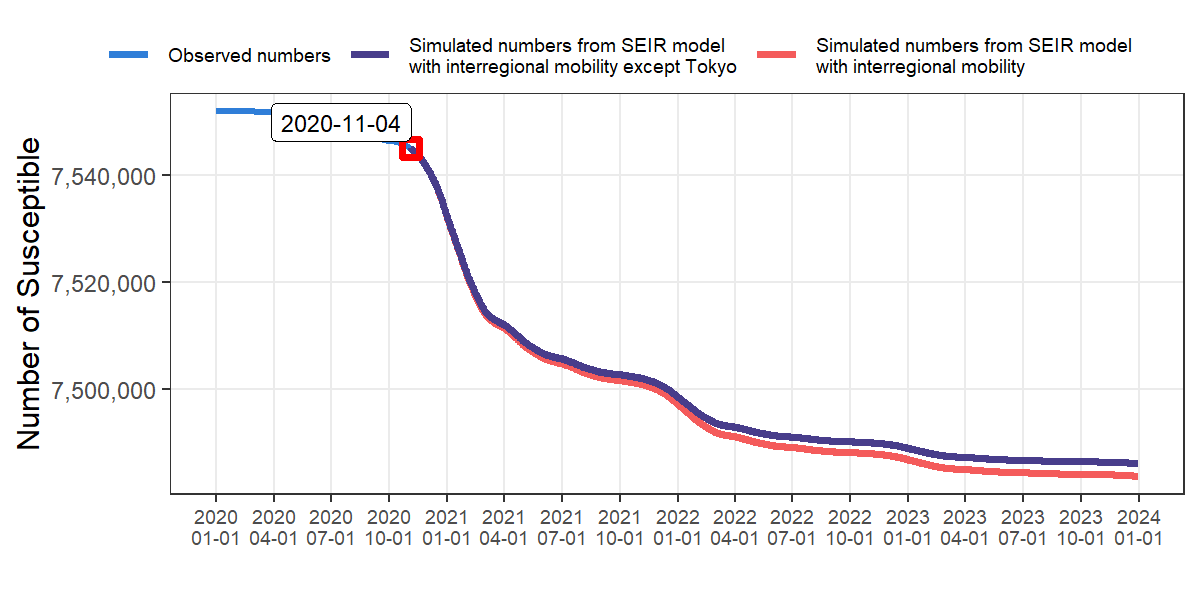 Observed numbers
Simulated numbers from SEIR model
with interregional mobility except Tokyo
Simulated numbers from SEIR model
with interregional mobility
2020-11-04
Number of Susceptible
7,540,000
7,520,000
7,500,000
2020 2020 2020 2020 2021 2021 2021 2021 2022 2022 2022 2022 2023 2023 2023 2023 2024
01-01 04-01 07-01 10-01 01-01 04-01 07-01 10-01 01-01 04-01 07-01 10-01 01-01 04-01 07-01 10-01 01-01